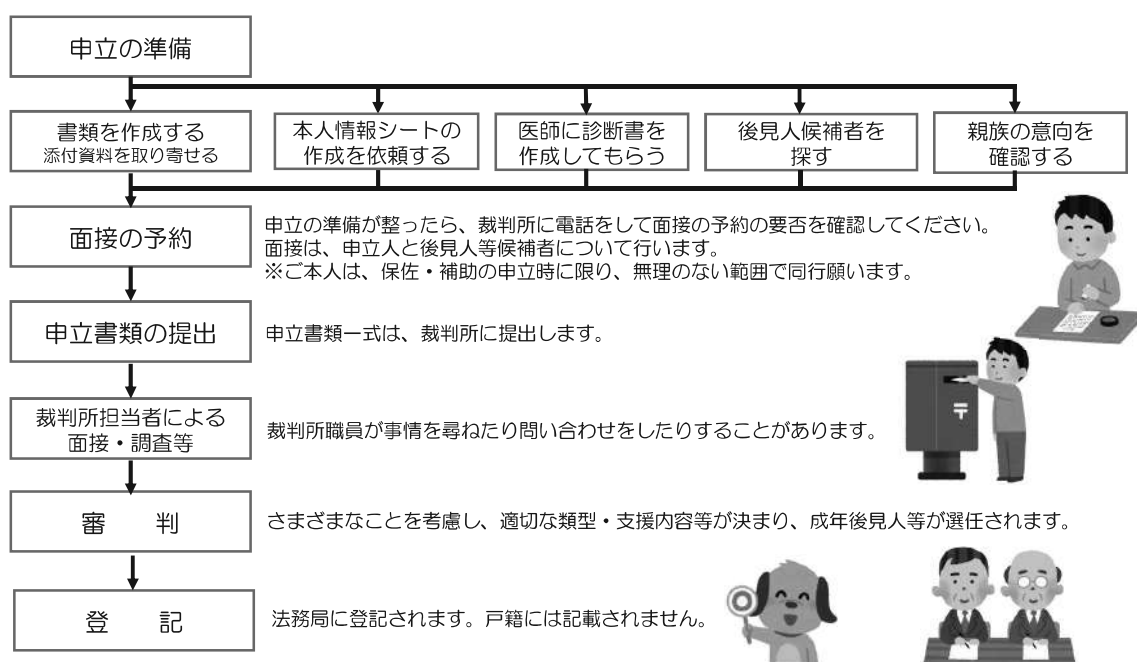 申立の準備
書類を作成する
添付資料を取り寄せる
本人情報シートの
作成を依頼する
医師に診断書を
作成してもらう
後見人候補者を
探す
親族の意向を
確認する
面接の予約
申立の準備が整ったら、裁判所に電話をして面接の予約の要否を確認してください。
面接は、申立人と後見人等候補者について行います。
※ご本人は、保佐・補助の申立時に限り、無理のない範囲で同行願います。
申立書類の提出
申立書類一式は、裁判所に提出します。
裁判所担当者による
面接・調査等
裁判所職員が事情を尋ねたり問い合わせをしたりすることがあります。
審　判
さまざまなことを考慮し、適切な類型・支援内容等が決まり、成年後見人等が選任されます。
登　記
法務局に登記されます。戸籍には記載されません。
〒